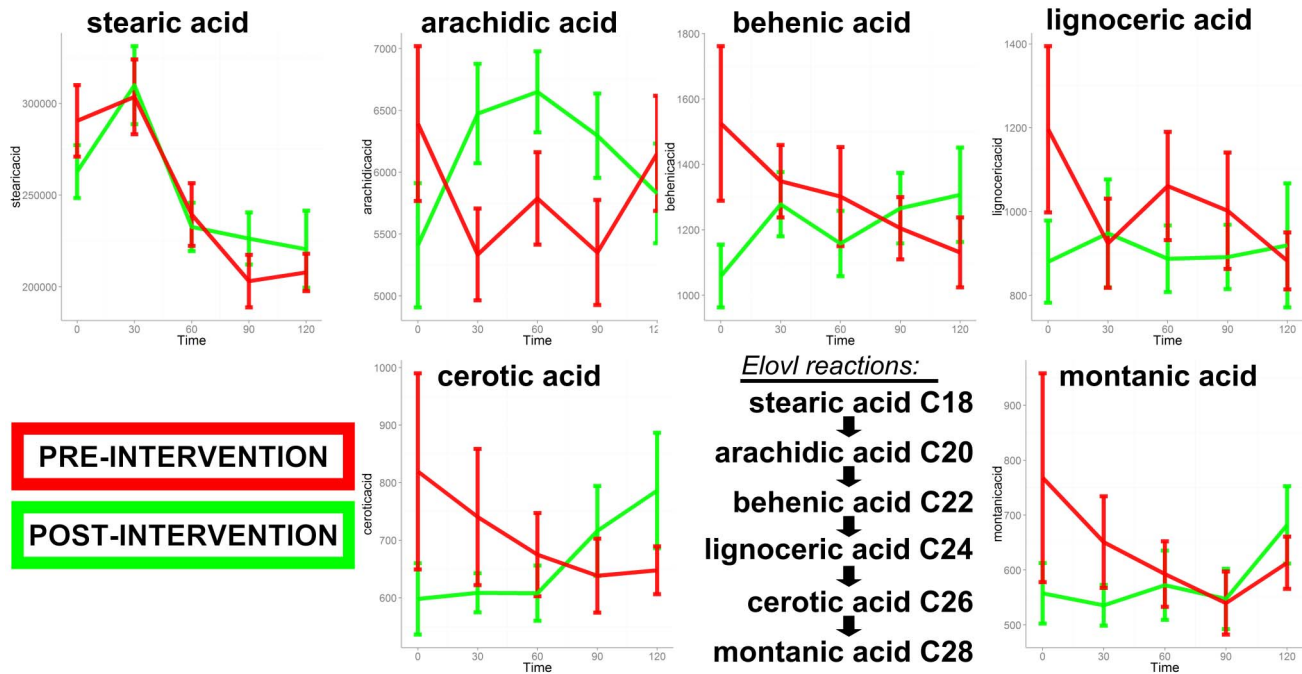 stearic acid
stearicacid
300000
250000
200000
0 30 60 90 120
Time
arachidic acid
arachidicacid
7000
6500
6000
5500
5000
0 30 60 90 12
Time
behenic acid
behenicacid
1800
1600
1400
1200
1000
0 30 60 90 120
Time
lignoceric acid
lignocericacid
1400
1200
1000
800
0 30 60 90 120
Time
PRE-INTERVENTION
POST-INTERVENTION
cerotic acid
ceroticacid
1000
900
800
700
600
0 30 60 90 120
Time
Elovl reactions:
stearic acid C18
arachidic acid C20
behenic acid C22
lignoceric acid C24
cerotic acid C26
montanic acid C28
montanic acid
montanicacid
900
800
700
600
500
0 30 60 90 120
Time